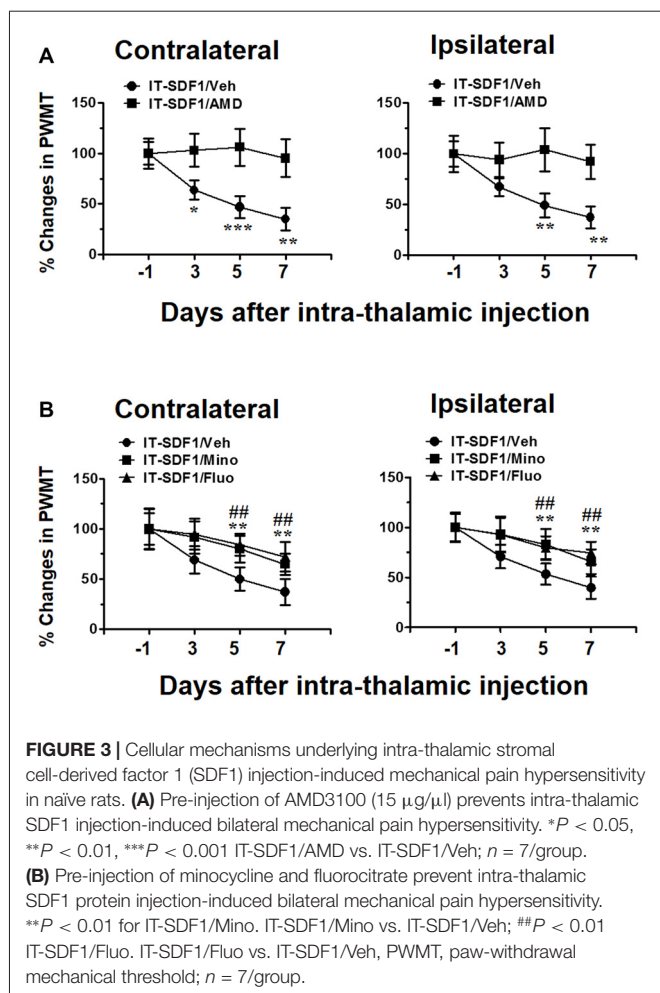 A
Contralateral
IT-SDF1/Veh
IT-SDF1/AMD
% Changes in PWMT
150
100
50
0
*
***
**
-1 3 5 7
Ipsilateral
IT-SDF1/Veh
IT-SDF1/AMD
150
100
50
0
**
**
-1 3 5 7
Days after intra-thalamic injection
B
Contralateral
IT-SDF1/Veh
IT-SDF1/Mino
IT-SDF1/Fluo
% Changes in PWMT
150
100
50
0
## ##
** **
-1 3 5 7
Ipsilateral
IT-SDF1/Veh
IT-SDF1/Mino
IT-SDF1/Fluo
150
100
50
0
## ##
** **
-1 3 5 7
Days after intra-thalamic injection
FIGURE 3 | Cellular mechanisms underlying intra-thalamic stromal
cell-derived factor 1 (SDF1) injection-induced mechanical pain hypersensitivity
in naïve rats. (A) Pre-injection of AMD3100 (15 μg/μl) prevents intra-thalamic
SDF1 injection-induced bilateral mechanical pain hypersensitivity. *P < 0.05,
**P < 0.01, ***P < 0.001 IT-SDF1/AMD vs. IT-SDF1/Veh; n = 7/group.
(B) Pre-injection of minocycline and fluorocitrate prevent intra-thalamic
SDF1 protein injection-induced bilateral mechanical pain hypersensitivity.
**P < 0.01 for IT-SDF1/Mino. IT-SDF1/Mino vs. IT-SDF1/Veh; ##P < 0.01
IT-SDF1/Fluo. IT-SDF1/Fluo vs. IT-SDF1/Veh, PWMT, paw-withdrawal
mechanical threshold; n = 7/group.